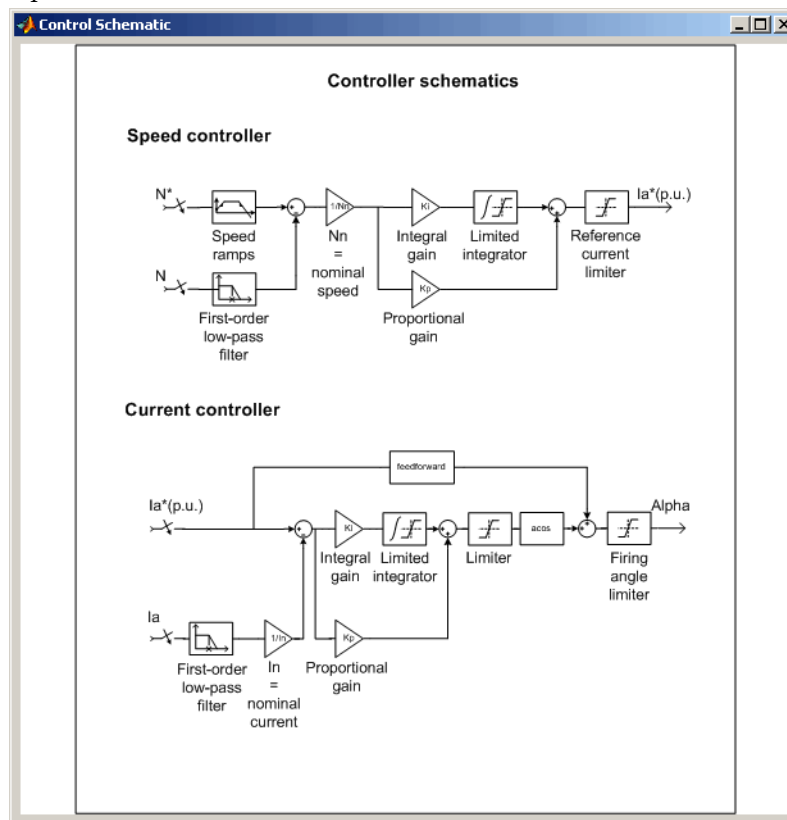 Control Schematic
Controller schematics
Speed controller
N*
Speed
ramps
N
First-order
low-pass
filter
1/Nn
Nn
=
nominal
speed
Ki
Integral
gain
Kp
Proportional
gain
Limited
integrator
Reference
current
limiter
Ia*(p.u.)
Current controller
feedforward
Ia*(p.u.)
Ki
Integral
gain
Limited
integrator
Limiter
acos
Firing
angle
limiter
Alpha
Ia
First-order
low-pass
filter
1/In
In
=
nominal
current
Kp
Proportional
gain